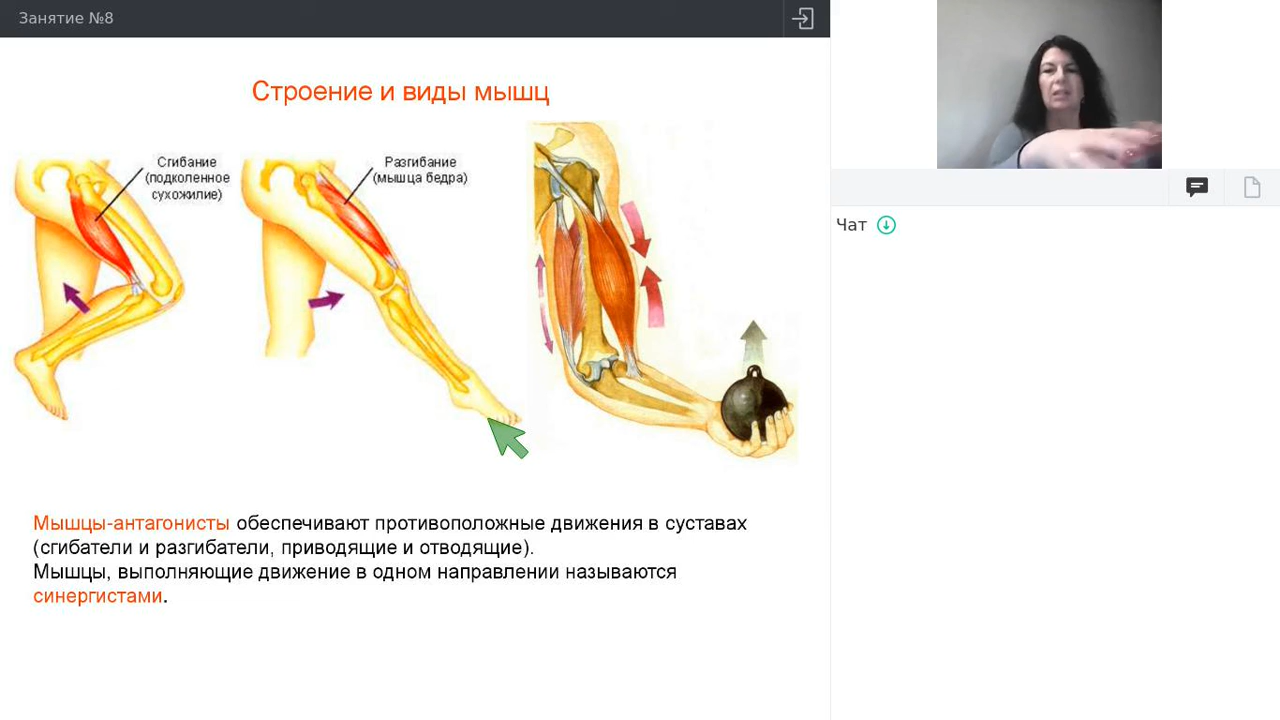 Занятие №8
Строение и виды мышц
Сгибание
(подколенное
сухожилие)
Разгибание
(мышца бедра)
Мышцы-антагонисты обеспечивают противоположные движения в суставах
(сгибатели и разгибатели, приводящие и отводящие).
Мышцы, выполняющие движение в одном направлении называются
синергистами.
Чат